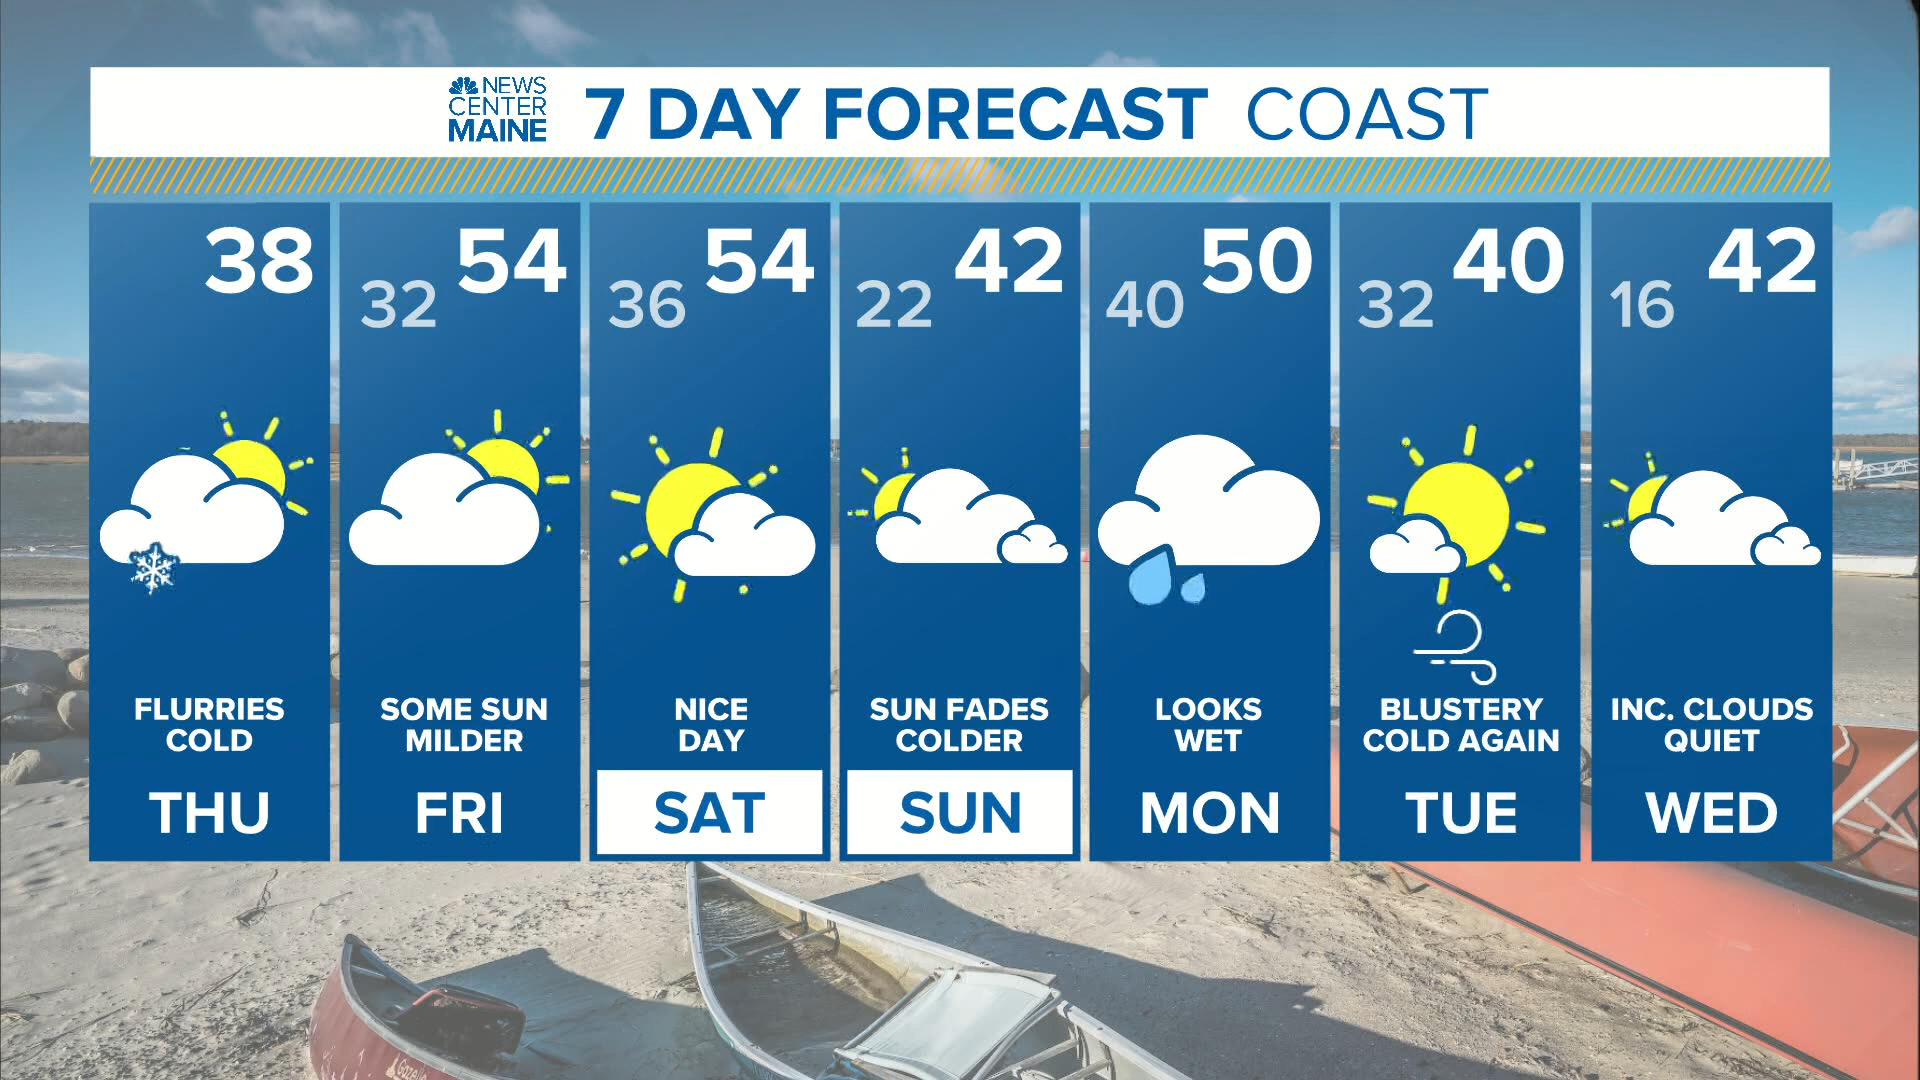 NEWS
CENTER
MAINE
7 DAY FORECAST COAST
38
FLURRIES
COLD
THU
32 54
SOME SUN
MILDER
FRI
36 54
NICE
DAY
SAT
22 42
SUN FADES
COLDER
SUN
40 50
LOOKS
WET
MON
32 40
BLUSTERY
COLD AGAIN
TUE
16 42
INC. CLOUDS
QUIET
WED